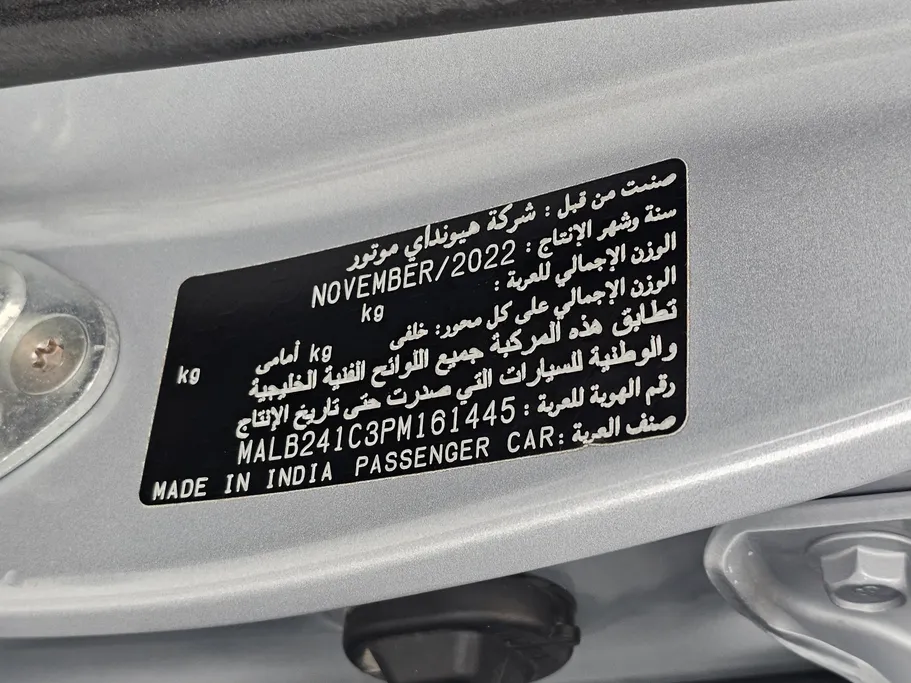 صنعت من قبل : شركة هيونداي موتور
سنة وشهر الإنتاج : NOVEMBER/2022
الوزن الإجمالي للعربة : kg
الوزن الإجمالي على كل محور: خلفى kg أمامى kg
تطابق هذه المركبة جميع اللوائح الفنية الخليجية
والوطنية للسيارات التي صدرت حتى تاريخ الإنتاج
رقم الهوية للعربة : MALB241C3PM161445
صنف العربة : PASSENGER CAR
MADE IN INDIA